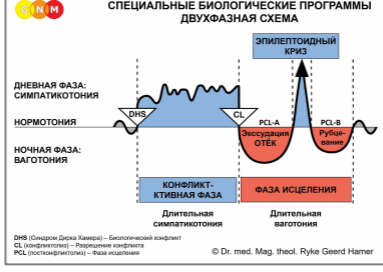 GNM
СПЕЦИАЛЬНЫЕ БИОЛОГИЧЕСКИЕ ПРОГРАММЫ
ДВУХФАЗНАЯ СХЕМА
ЭПИЛЕПТОИДНЫЙ
КРИЗ
ДНЕВНАЯ ФАЗА:
СИМПАТИКОТОНИЯ
DHS
CL
PCL-A
PCL-B
НОРМОТОНИЯ
Экссудация
ОТЁК
Рубце-
вание
НОЧНАЯ ФАЗА:
ВАГОТОНИЯ
КОНФЛИКТ-
КТИВНАЯ ФАЗА
ФАЗА ИСЦЕЛЕНИЯ
Длительная
симпатикотония
Длительная
ваготония
DHS (Синдром Дирка Хамера) – Биологический конфликт
CL (конфликтолиз) – Разрешение конфликта
PCL (постконфликтолиз) – Фаза исцеления
© Dr. med. Mag. theol. Ryke Geerd Hamer